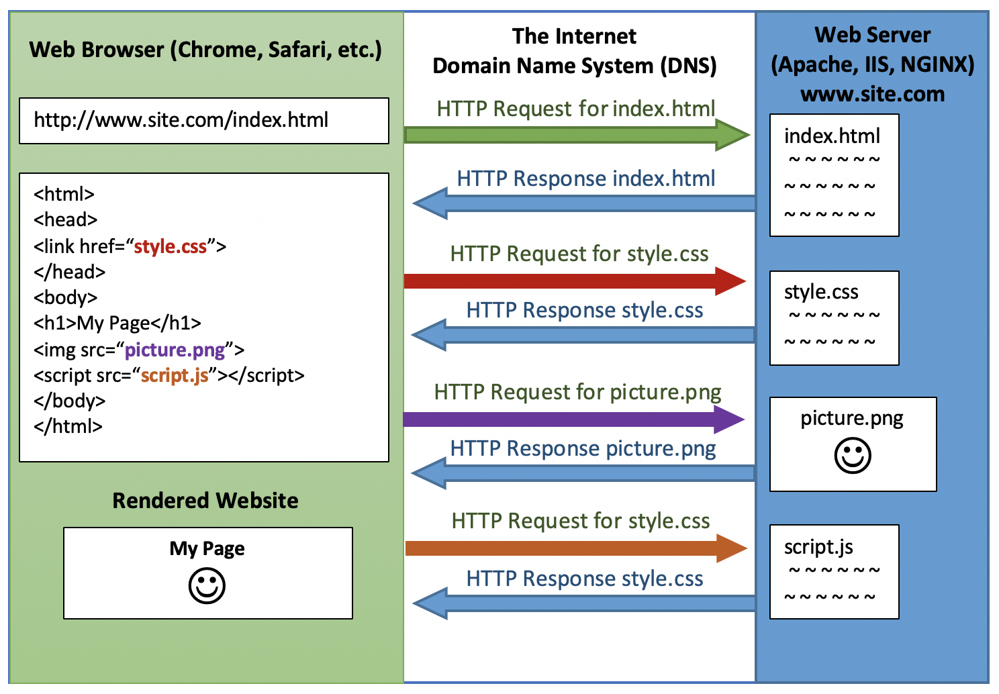 Web Browser (Chrome, Safari, etc.)
http://www.site.com/index.html
<html>
<head>
<link href=“style.css”>
</head>
<body>
<h1>My Page</h1>
<img src=“picture.png”>
<script src=“script.js”></script>
</body>
</html>
Rendered Website
My Page
The Internet
Domain Name System (DNS)
HTTP Request for index.html
HTTP Response index.html
HTTP Request for style.css
HTTP Response style.css
HTTP Request for picture.png
HTTP Response picture.png
HTTP Request for style.css
HTTP Response style.css
Web Server
(Apache, IIS, NGINX)
www.site.com
index.html
~ ~ ~ ~ ~ ~
~ ~ ~ ~ ~ ~
~ ~ ~ ~ ~ ~
style.css
~ ~ ~ ~ ~ ~
~ ~ ~ ~ ~ ~
picture.png
script.js
~ ~ ~ ~ ~ ~
~ ~ ~ ~ ~ ~